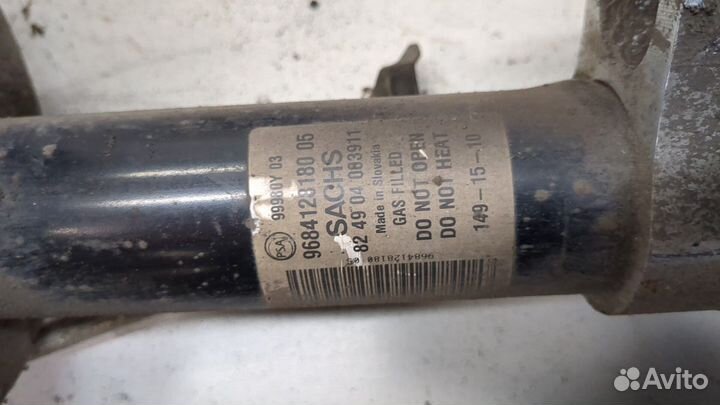 PSA 99980Y 03
9684128180 05
SACHS
82 49 04 083911
Made in Slovakia
GAS FILLED
DO NOT OPEN
DO NOT HEAT
149-15-10
9684128180 05
Avito